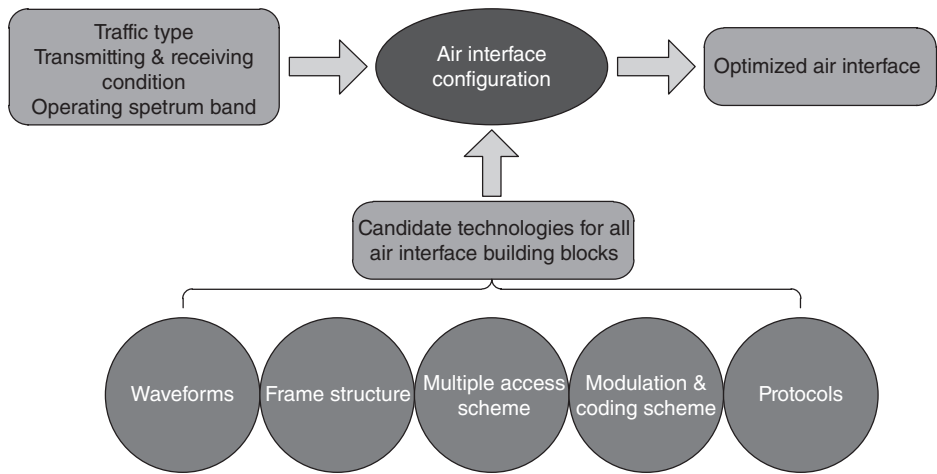 Traffic type
Transmitting & receiving
condition
Operating spetrum band
Air interface
configuration
Optimized air interface
Candidate technologies for all
air interface building blocks
Waveforms
Frame structure
Multiple access
scheme
Modulation &
coding scheme
Protocols